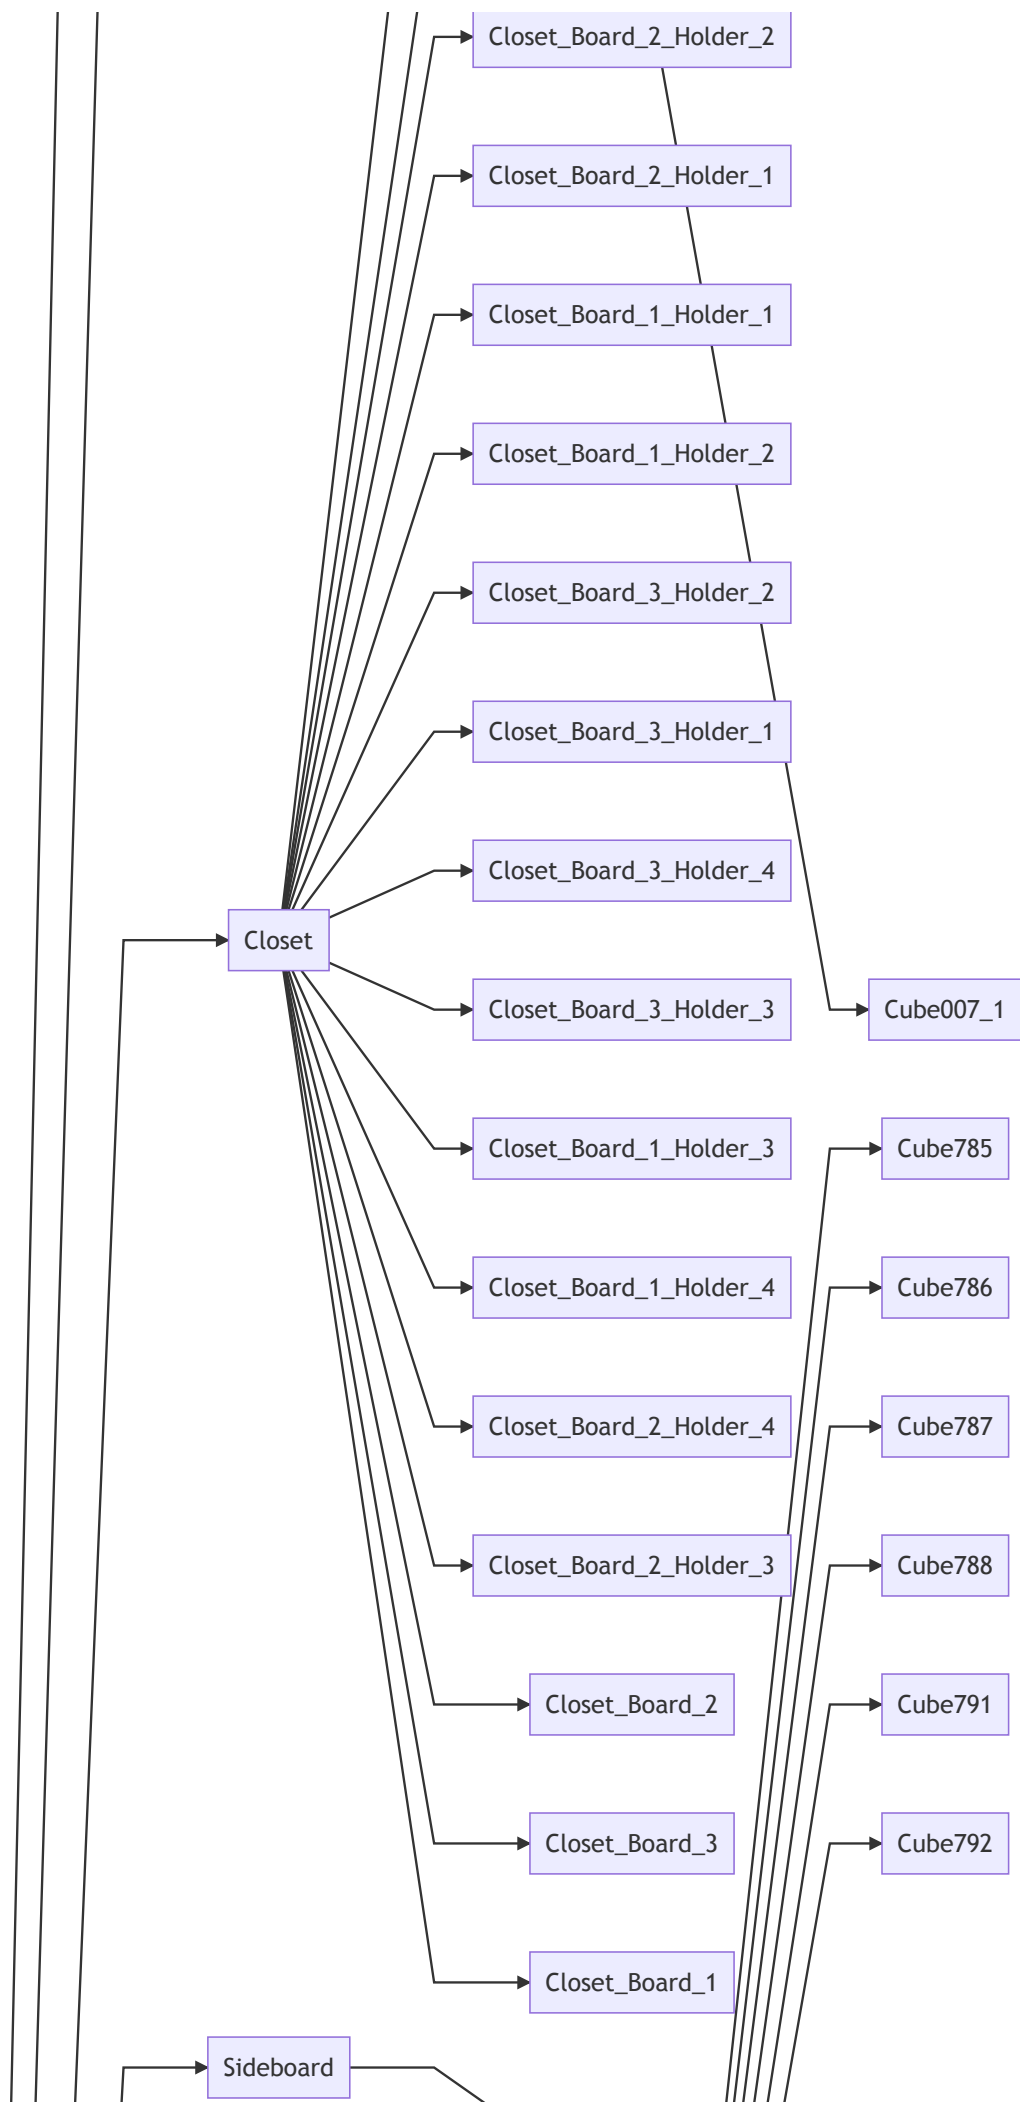 Closet_Board_2_Holder_2
Closet_Board_2_Holder_1
Closet_Board_1_Holder_1
Closet_Board_1_Holder_2
Closet_Board_3_Holder_2
Closet_Board_3_Holder_1
Closet_Board_3_Holder_4
Closet
Closet_Board_3_Holder_3
Cube007_1
Closet_Board_1_Holder_3
Cube785
Closet_Board_1_Holder_4
Cube786
Closet_Board_2_Holder_4
Cube787
Closet_Board_2_Holder_3
Cube788
Closet_Board_2
Cube791
Closet_Board_3
Cube792
Closet_Board_1
Sideboard